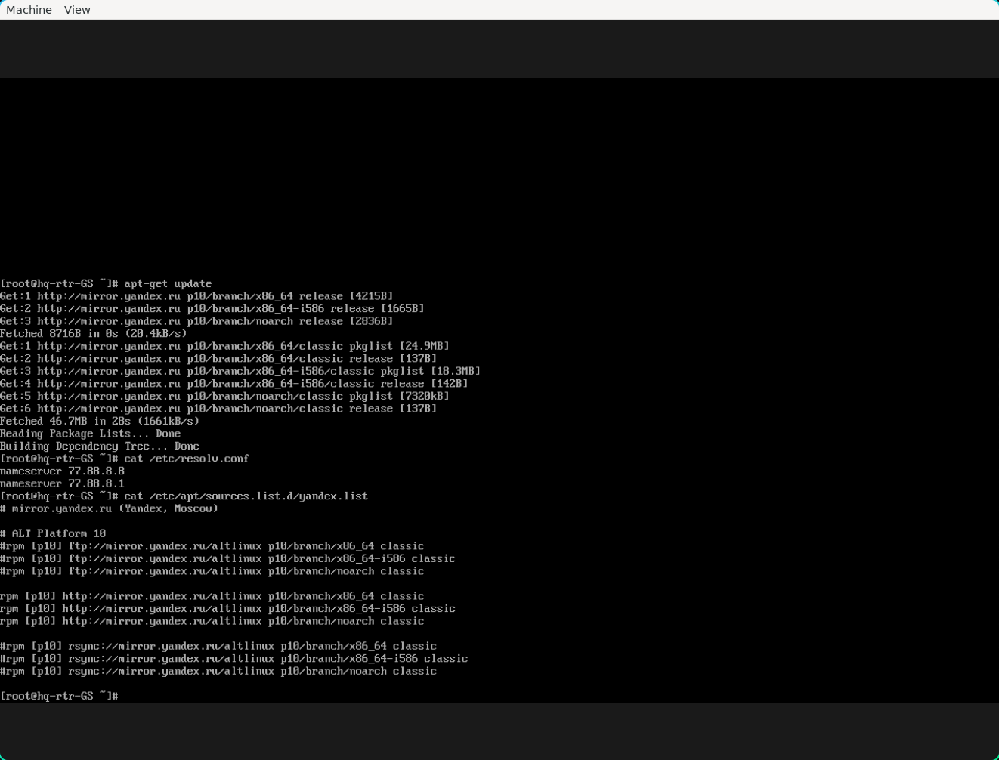 Machine View
[root@hq-rtr-GS ~]# apt-get update
Get:1 http://mirror.yandex.ru p10/branch/x86_64 release [4215B]
Get:2 http://mirror.yandex.ru p10/branch/x86_64-i586 release [1665B]
Get:3 http://mirror.yandex.ru p10/branch/noarch release [2836B]
Fetched 8716B in 0s (20.4kB/s)
Get:1 http://mirror.yandex.ru p10/branch/x86_64/classic pkglist [24.9MB]
Get:2 http://mirror.yandex.ru p10/branch/x86_64/classic release [137B]
Get:3 http://mirror.yandex.ru p10/branch/x86_64-i586/classic pkglist [18.3MB]
Get:4 http://mirror.yandex.ru p10/branch/x86_64-i586/classic release [142B]
Get:5 http://mirror.yandex.ru p10/branch/noarch/classic pkglist [7320kB]
Get:6 http://mirror.yandex.ru p10/branch/noarch/classic release [137B]
Fetched 46.7MB in 28s (1661kB/s)
Reading Package Lists... Done
Building Dependency Tree... Done
[root@hq-rtr-GS ~]# cat /etc/resolv.conf
nameserver 77.88.8.8
nameserver 77.88.8.1
[root@hq-rtr-GS ~]# cat /etc/apt/sources.list.d/yandex.list
# mirror.yandex.ru (Yandex, Moscow)
# ALT Platform 10
#rpm [p10] ftp://mirror.yandex.ru/altlinux p10/branch/x86_64 classic
#rpm [p10] ftp://mirror.yandex.ru/altlinux p10/branch/x86_64-i586 classic
#rpm [p10] ftp://mirror.yandex.ru/altlinux p10/branch/noarch classic
rpm [p10] http://mirror.yandex.ru/altlinux p10/branch/x86_64 classic
rpm [p10] http://mirror.yandex.ru/altlinux p10/branch/x86_64-i586 classic
rpm [p10] http://mirror.yandex.ru/altlinux p10/branch/noarch classic
#rpm [p10] rsync://mirror.yandex.ru/altlinux p10/branch/x86_64 classic
#rpm [p10] rsync://mirror.yandex.ru/altlinux p10/branch/x86_64-i586 classic
#rpm [p10] rsync://mirror.yandex.ru/altlinux p10/branch/noarch classic
[root@hq-rtr-GS ~]#